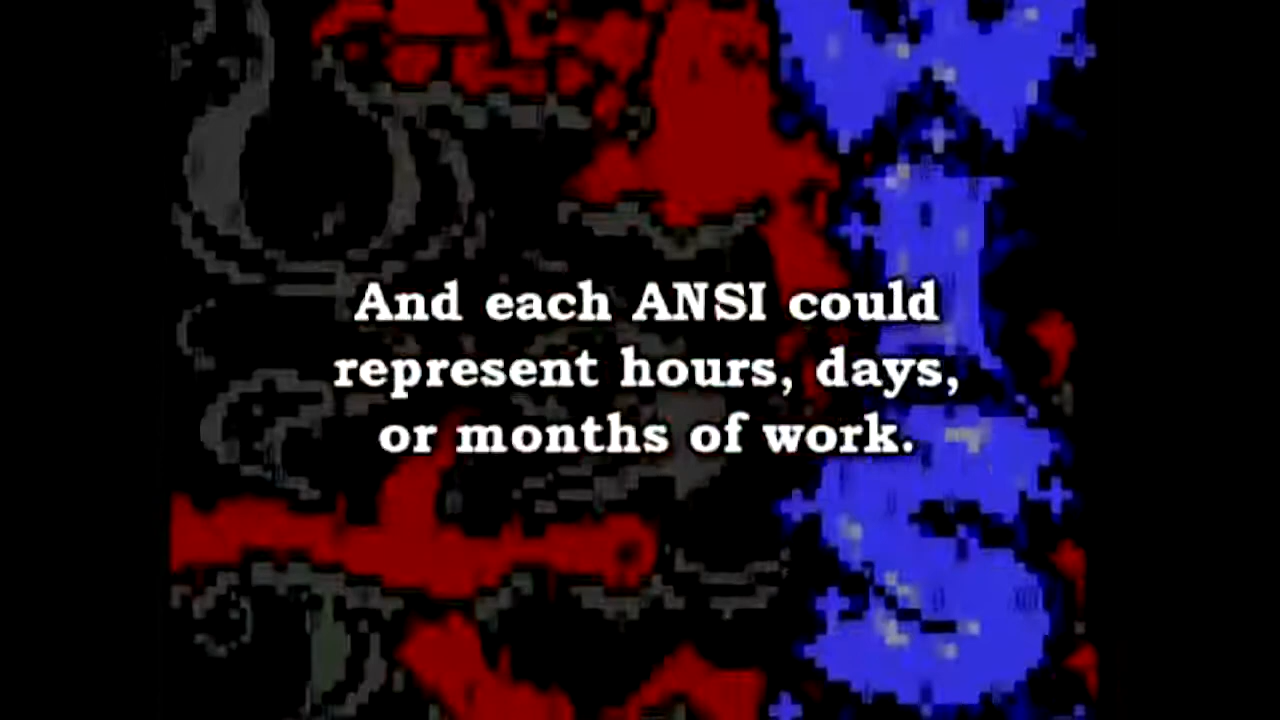 And each ANSI could
represent hours, days,
or months of work.